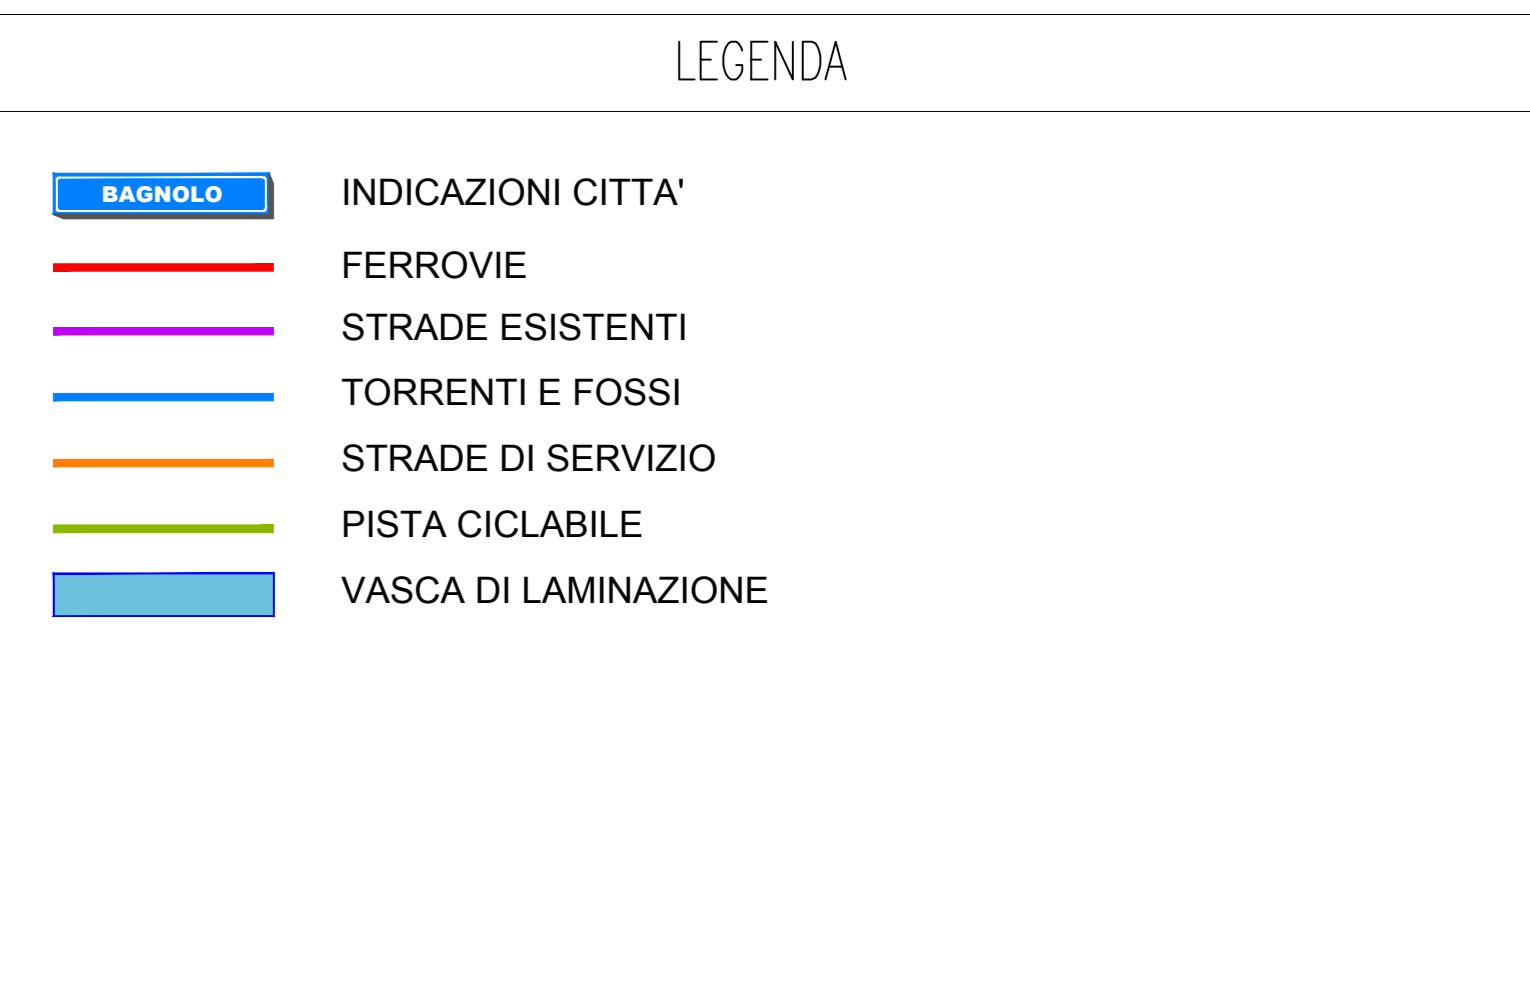 LEGENDA
BAGNOLO INDICAZIONI CITTA'
FERROVIE
STRADE ESISTENTI
TORRENTI E FOSSI
STRADE DI SERVIZIO
PISTA CICLABILE
VASCA DI LAMINAZIONE